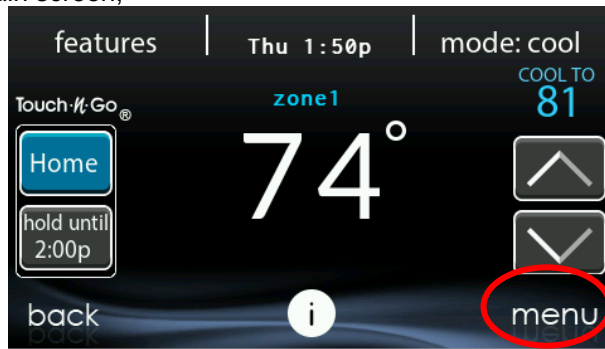 features
Thu 1:50p
mode: cool
COOL TO
81
Touch·N·Go®
zone1
74°
Home
hold until
2:00p
back
i
menu